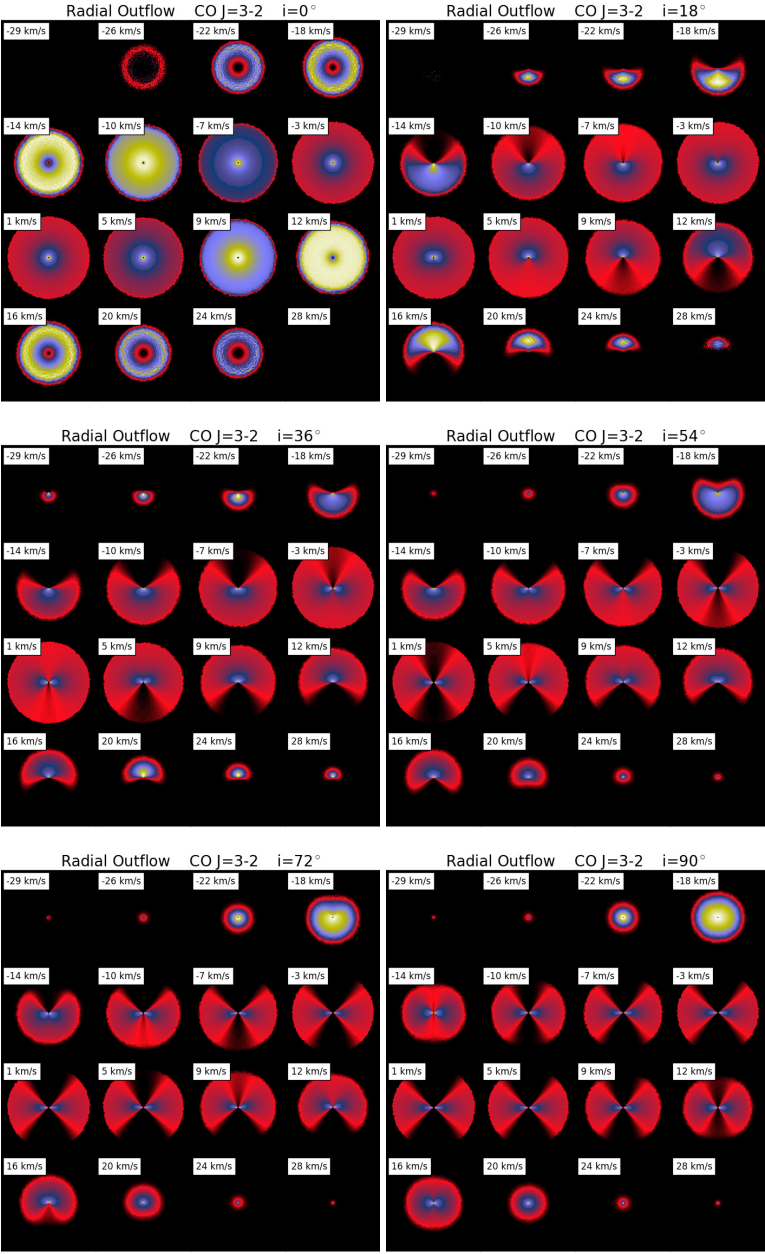 Radial Outflow CO J=3-2 i=0°
-29 km/s -26 km/s -22 km/s -18 km/s
-14 km/s -10 km/s -7 km/s -3 km/s
1 km/s 5 km/s 9 km/s 12 km/s
16 km/s 20 km/s 24 km/s 28 km/s
Radial Outflow CO J=3-2 i=18°
-29 km/s -26 km/s -22 km/s -18 km/s
-14 km/s -10 km/s -7 km/s -3 km/s
1 km/s 5 km/s 9 km/s 12 km/s
16 km/s 20 km/s 24 km/s 28 km/s
Radial Outflow CO J=3-2 i=36°
-29 km/s -26 km/s -22 km/s -18 km/s
-14 km/s -10 km/s -7 km/s -3 km/s
1 km/s 5 km/s 9 km/s 12 km/s
16 km/s 20 km/s 24 km/s 28 km/s
Radial Outflow CO J=3-2 i=54°
-29 km/s -26 km/s -22 km/s -18 km/s
-14 km/s -10 km/s -7 km/s -3 km/s
1 km/s 5 km/s 9 km/s 12 km/s
16 km/s 20 km/s 24 km/s 28 km/s
Radial Outflow CO J=3-2 i=72°
-29 km/s -26 km/s -22 km/s -18 km/s
-14 km/s -10 km/s -7 km/s -3 km/s
1 km/s 5 km/s 9 km/s 12 km/s
16 km/s 20 km/s 24 km/s 28 km/s
Radial Outflow CO J=3-2 i=90°
-29 km/s -26 km/s -22 km/s -18 km/s
-14 km/s -10 km/s -7 km/s -3 km/s
1 km/s 5 km/s 9 km/s 12 km/s
16 km/s 20 km/s 24 km/s 28 km/s